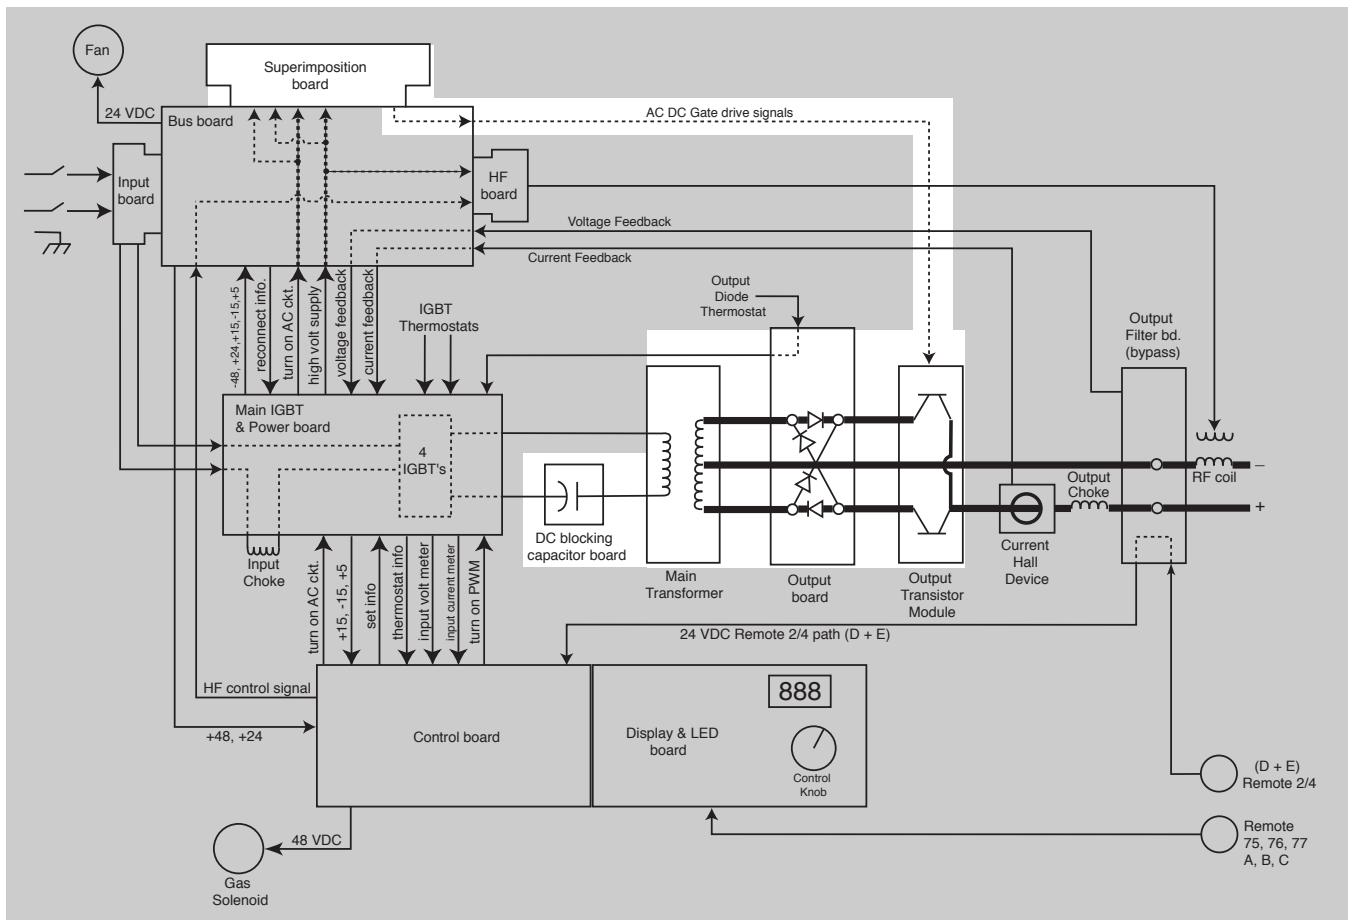 Fan
Superimposition
board
24 VDC
Bus board
AC DC Gate drive signals
Input
board
HF
board
Voltage Feedback
Current Feedback
-48, +24,+15,-15,+5
reconnect info.
turn on AC ckt.
high volt supply
voltage feedback
current feedback
IGBT
Thermostats
Output
Diode
Thermostat
Output
Filter bd.
(bypass)
Main IGBT
& Power board
4
IGBT's
DC blocking
capacitor board
Input
Choke
Main
Transformer
Output
board
Output
Transistor
Module
Current
Hall
Device
Output
Choke
RF coil
–
+
turn on AC ckt.
+15, -15, +5
set info
thermostat info
input volt meter
input current meter
turn on PWM
24 VDC Remote 2/4 path (D + E)
HF control signal
+48, +24
Control board
Display & LED
board
888
Control
Knob
48 VDC
Gas
Solenoid
(D + E)
Remote 2/4
Remote
75, 76, 77
A, B, C